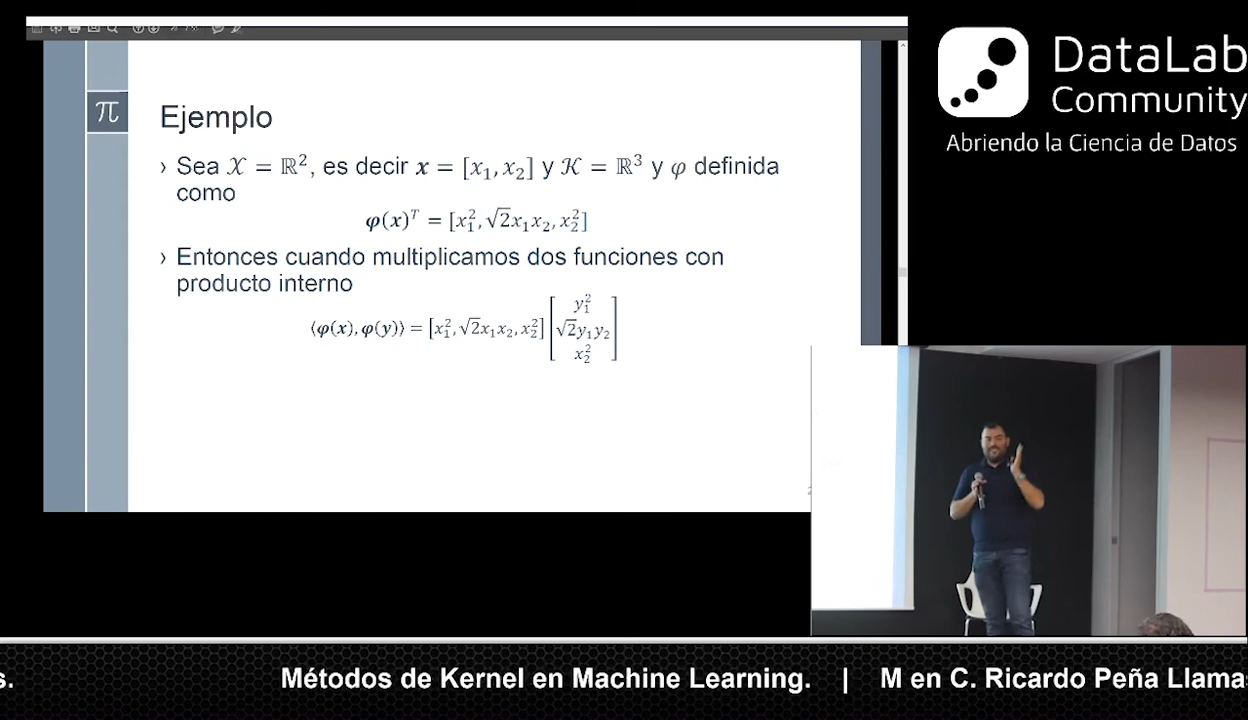 π
Ejemplo
› Sea 𝒳 = ℝ², es decir 𝒙 = [x₁, x₂] y 𝒦 = ℝ³ y φ definida
como
𝝋(𝒙)ᵀ = [x₁², √2x₁x₂, x₂²]
› Entonces cuando multiplicamos dos funciones con
producto interno
⟨𝝋(𝒙), 𝝋(𝒚)⟩ = [x₁², √2x₁x₂, x₂²] [y₁² √2y₁y₂ x₂²]
DataLab
Community
Abriendo la Ciencia de Datos
s. Métodos de Kernel en Machine Learning. | M en C. Ricardo Peña Llama